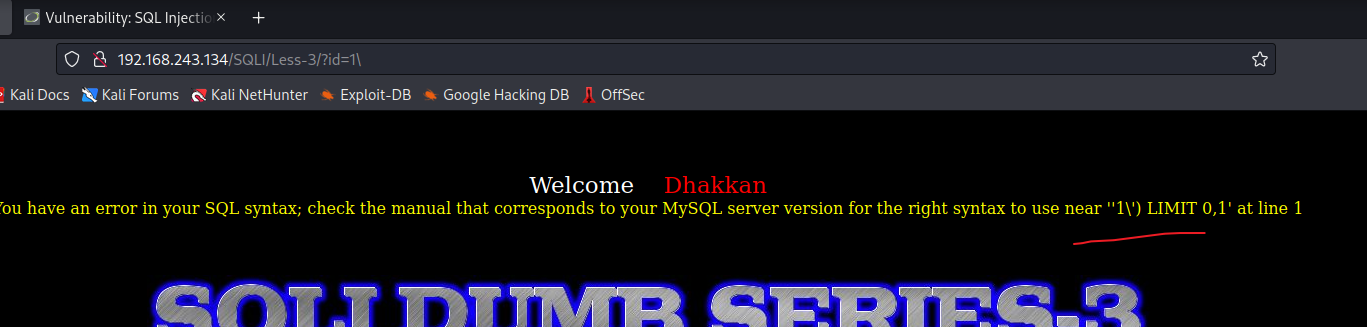 Vulnerability: SQL Injectio
192.168.243.134/SQLI/Less-3/?id=1\
Kali Docs Kali Forums Kali NetHunter Exploit-DB Google Hacking DB OffSec
Welcome Dhakkan
You have an error in your SQL syntax; check the manual that corresponds to your MySQL server version for the right syntax to use near ''1\') LIMIT 0,1' at line 1
SQLI DUMB SERIES-3